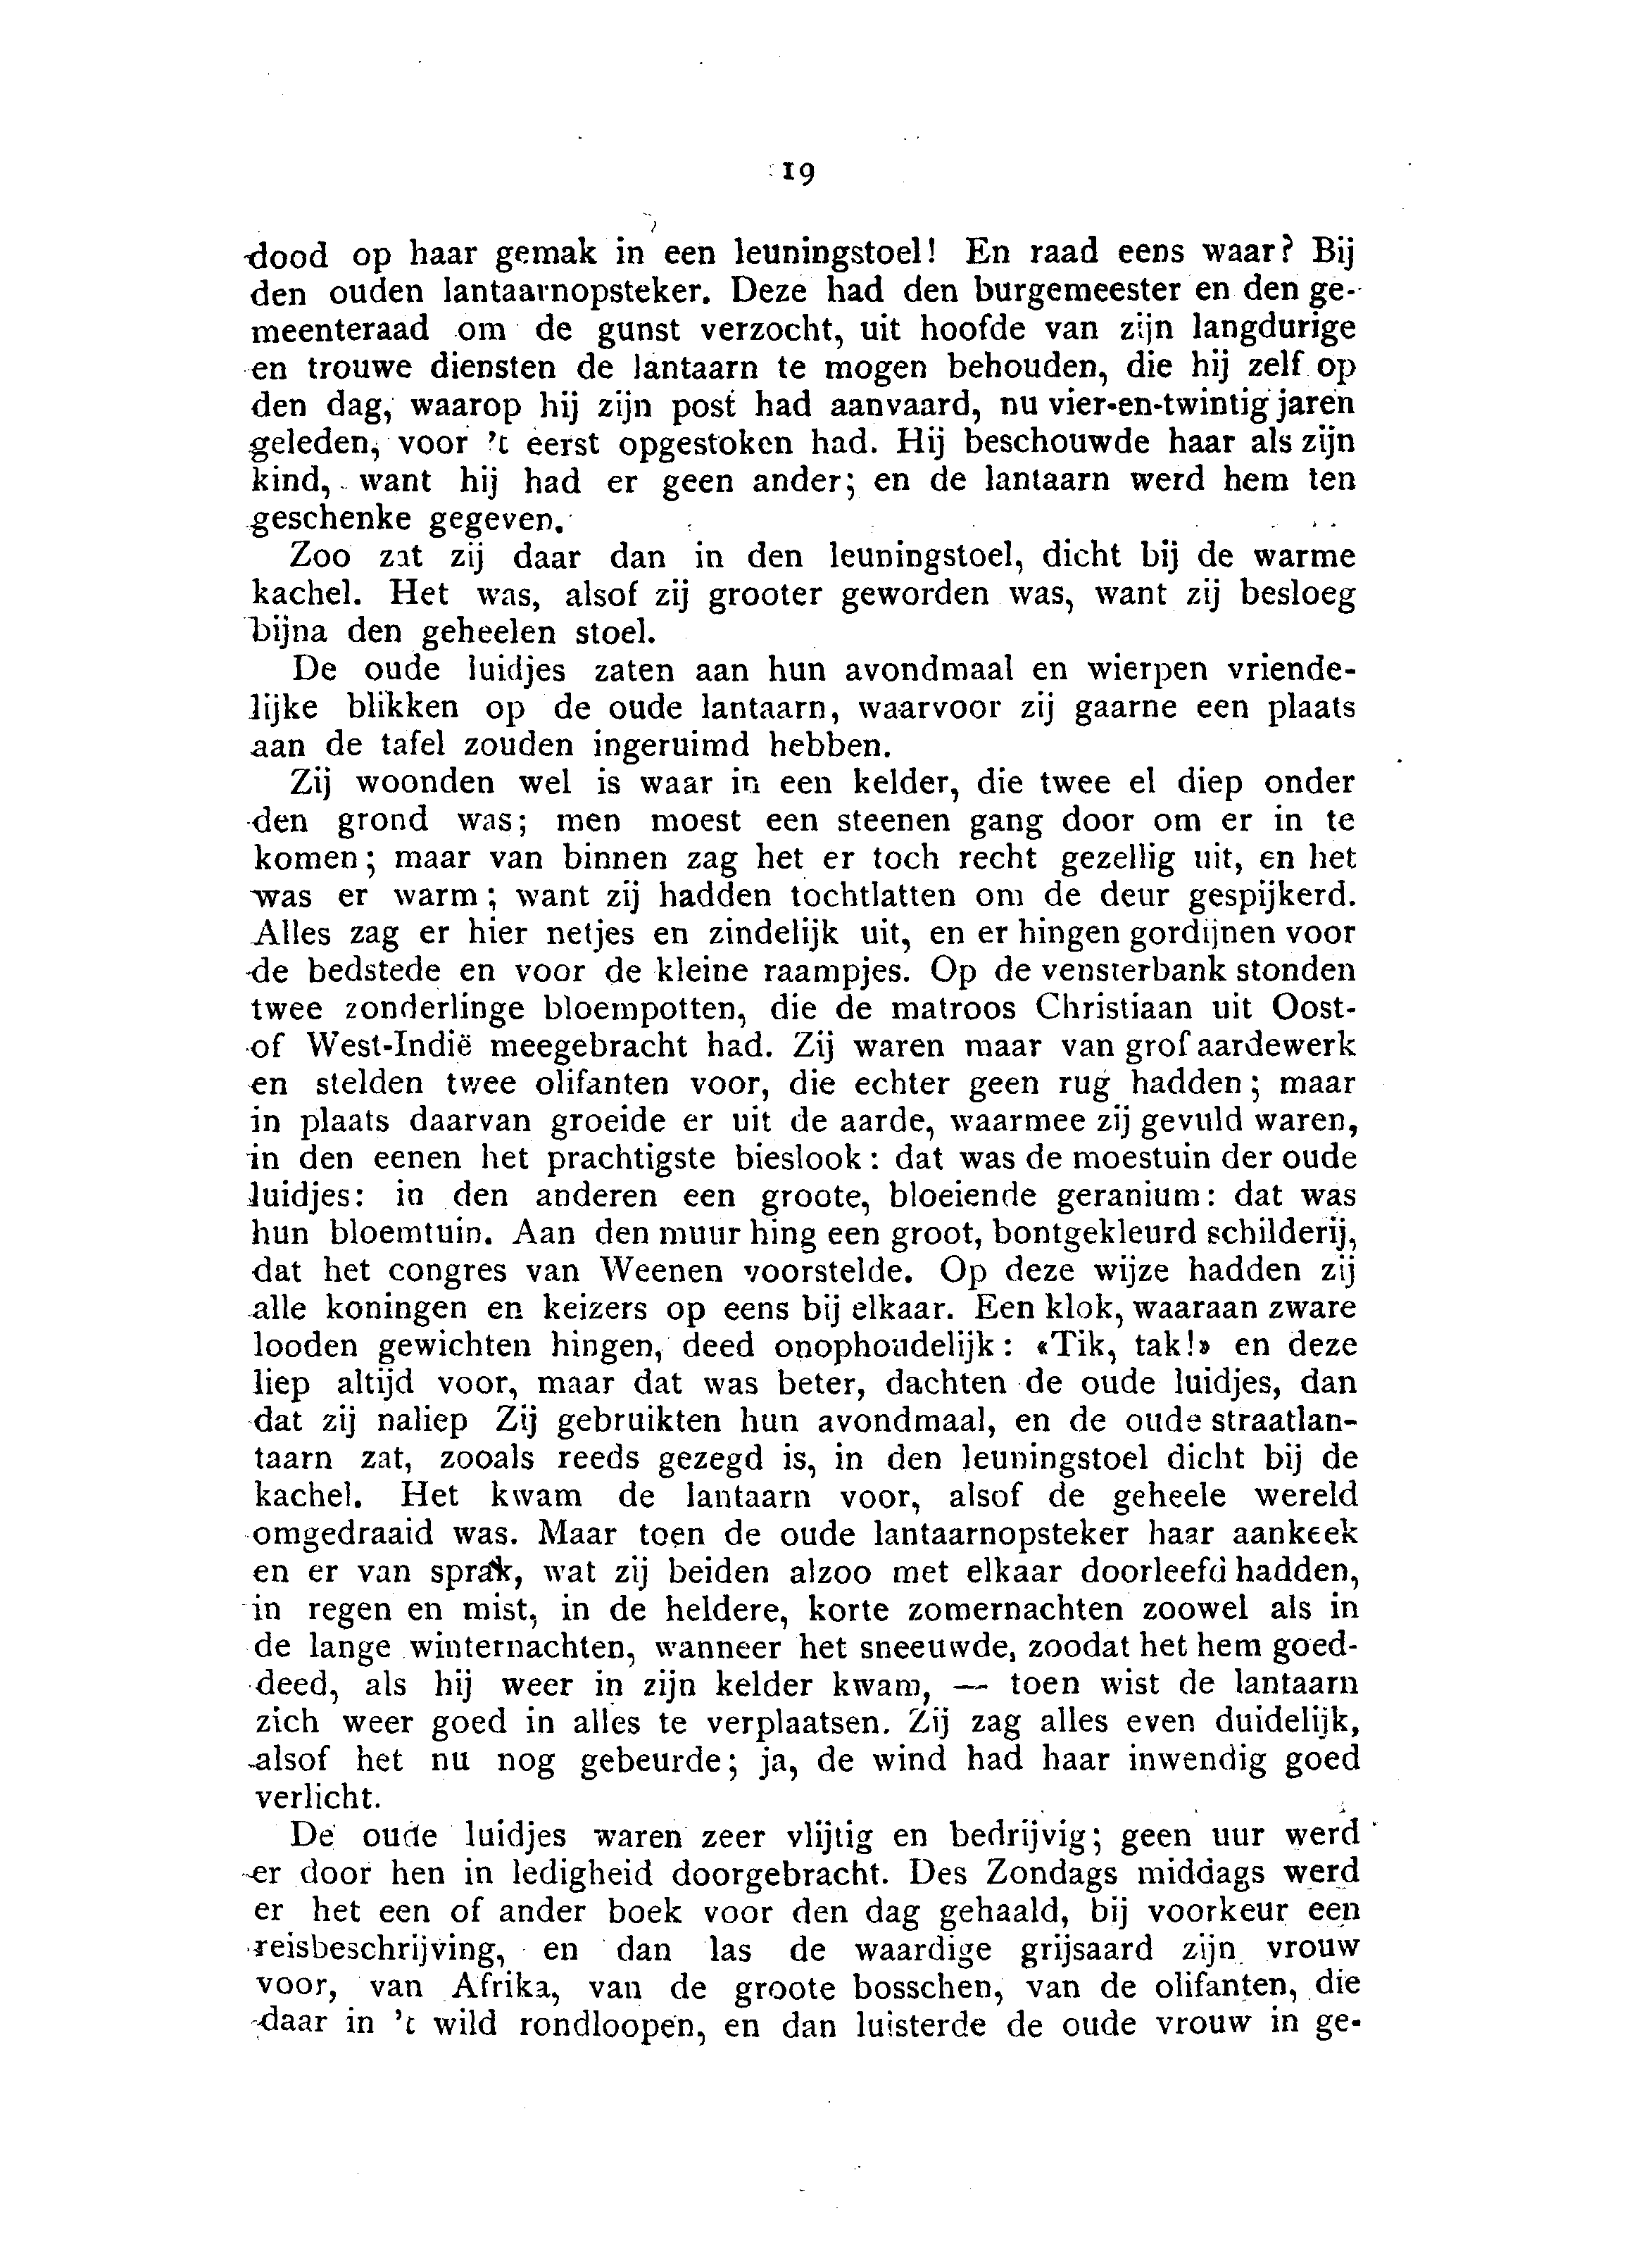 19
dood op haar gemak in een leuningstoel! En raad eens waar? Bij
den ouden lantaarnopsteker. Deze had den burgemeester en den ge-
meenteraad om de gunst verzocht, uit hoofde van zijn langdurige
en trouwe diensten de lantaarn te mogen behouden, die hij zelf op
den dag, waarop hij zijn post had aanvaard, nu vier-en-twintig jaren
geleden, voor 't eerst opgestoken had. Hij beschouwde haar als zijn
kind, want hij had er geen ander; en de lantaarn werd hem ten
geschenke gegeven.
Zoo zat zij daar dan in den leuningstoel, dicht bij de warme
kachel. Het was, alsof zij grooter geworden was, want zij besloeg
bijna den geheelen stoel.
De oude luidjes zaten aan hun avondmaal en wierpen vriende-
lijke blikken op de oude lantaarn, waarvoor zij gaarne een plaats
aan de tafel zouden ingeruimd hebben.
Zij woonden wel is waar in een kelder, die twee el diep onder
den grond was; men moest een steenen gang door om er in te
komen; maar van binnen zag het er toch recht gezellig uit, en het
was er warm; want zij hadden tochtlatten om de deur gespijkerd.
Alles zag er hier netjes en zindelijk uit, en er hingen gordijnen voor
de bedstede en voor de kleine raampjes. Op de vensterbank stonden
twee zonderlinge bloempotten, die de matroos Christiaan uit Oost-
of West-Indië meegebracht had. Zij waren maar van grof aardewerk
en stelden twee olifanten voor, die echter geen rug hadden; maar
in plaats daarvan groeide er uit de aarde, waarmee zij gevuld waren,
in den eenen het prachtigste bieslook: dat was de moestuin der oude
luidjes: in den anderen een groote, bloeiende geranium: dat was
hun bloemtuin. Aan den muur hing een groot, bontgekleurd schilderij,
dat het congres van Weenen voorstelde. Op deze wijze hadden zij
alle koningen en keizers op eens bij elkaar. Een klok, waaraan zware
looden gewichten hingen, deed onophoudelijk: «Tik, tak!» en deze
liep altijd voor, maar dat was beter, dachten de oude luidjes, dan
dat zij naliep Zij gebruikten hun avondmaal, en de oude straatlan-
taarn zat, zooals reeds gezegd is, in den leuningstoel dicht bij de
kachel. Het kwam de lantaarn voor, alsof de geheele wereld
omgedraaid was. Maar toen de oude lantaarnopsteker haar aankeek
en er van sprak, wat zij beiden alzoo met elkaar doorleefd hadden,
in regen en mist, in de heldere, korte zomernachten zoowel als in
de lange winternachten, wanneer het sneeuwde, zoodat het hem goed-
deed, als hij weer in zijn kelder kwam, — toen wist de lantaarn
zich weer goed in alles te verplaatsen. Zij zag alles even duidelijk,
alsof het nu nog gebeurde; ja, de wind had haar inwendig goed
verlicht.
De oude luidjes waren zeer vlijtig en bedrijvig; geen uur werd
er door hen in ledigheid doorgebracht. Des Zondags middags werd
er het een of ander boek voor den dag gehaald, bij voorkeur een
reisbeschrijving, en dan las de waardige grijsaard zijn vrouw
voor, van Afrika, van de groote bosschen, van de olifanten, die
daar in 't wild rondloopen, en dan luisterde de oude vrouw in ge-